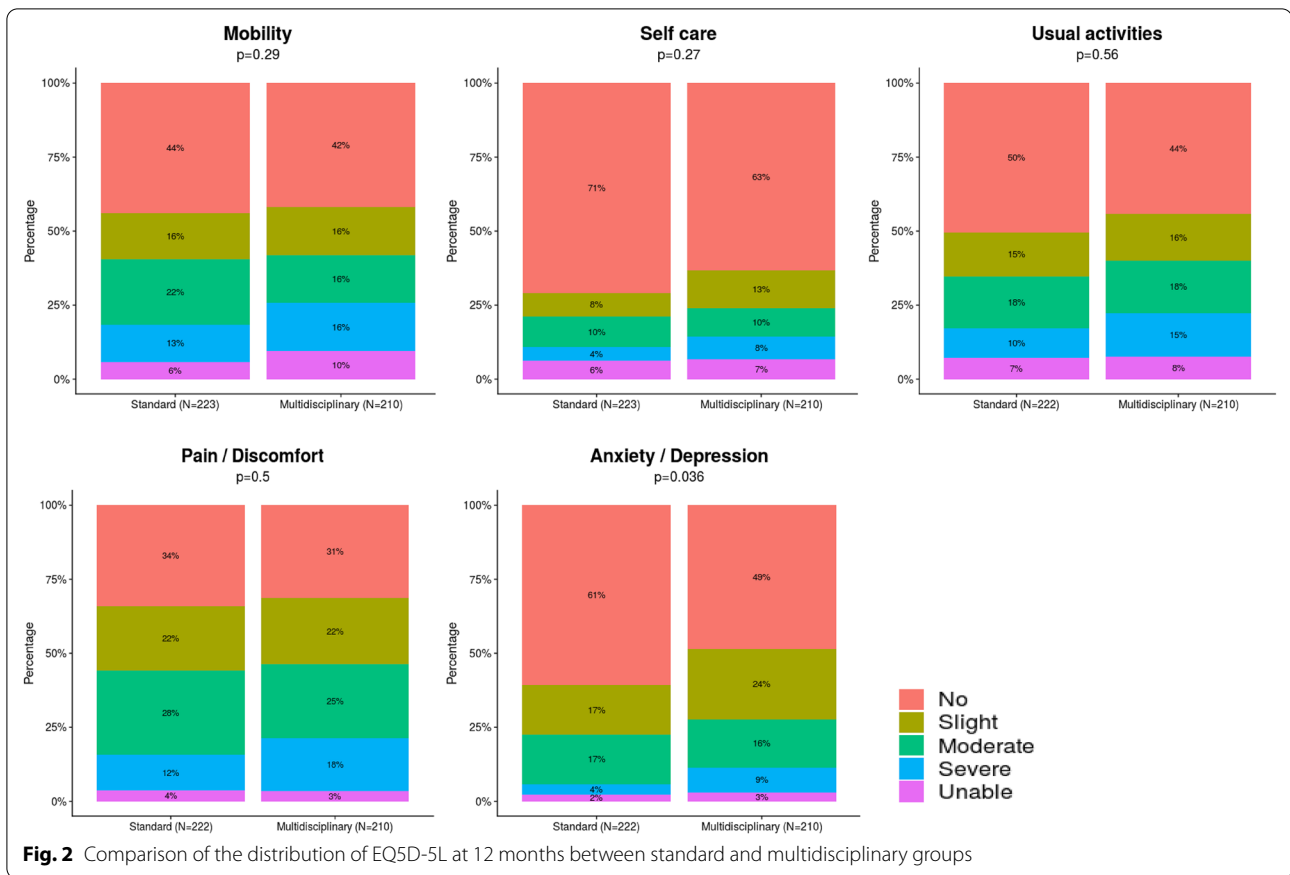 Mobility
p=0.29
100%
75%
50%
25%
0%
Percentage
44%
16%
22%
13%
6%
42%
16%
16%
16%
10%
Standard (N=223)
Multidisciplinary (N=210)
Self care
p=0.27
100%
75%
50%
25%
0%
Percentage
71%
8%
10%
4%
6%
63%
13%
10%
8%
7%
Standard (N=223)
Multidisciplinary (N=210)
Usual activities
p=0.56
100%
75%
50%
25%
0%
Percentage
50%
15%
18%
10%
7%
44%
16%
18%
15%
8%
Standard (N=222)
Multidisciplinary (N=210)
Pain / Discomfort
p=0.5
100%
75%
50%
25%
0%
Percentage
34%
22%
28%
12%
4%
31%
22%
25%
18%
3%
Standard (N=222)
Multidisciplinary (N=210)
Anxiety / Depression
p=0.036
100%
75%
50%
25%
0%
Percentage
61%
17%
17%
4%
2%
49%
24%
16%
9%
3%
Standard (N=222)
Multidisciplinary (N=210)
No
Slight
Moderate
Severe
Unable
Fig. 2 Comparison of the distribution of EQ5D-5L at 12 months between standard and multidisciplinary groups